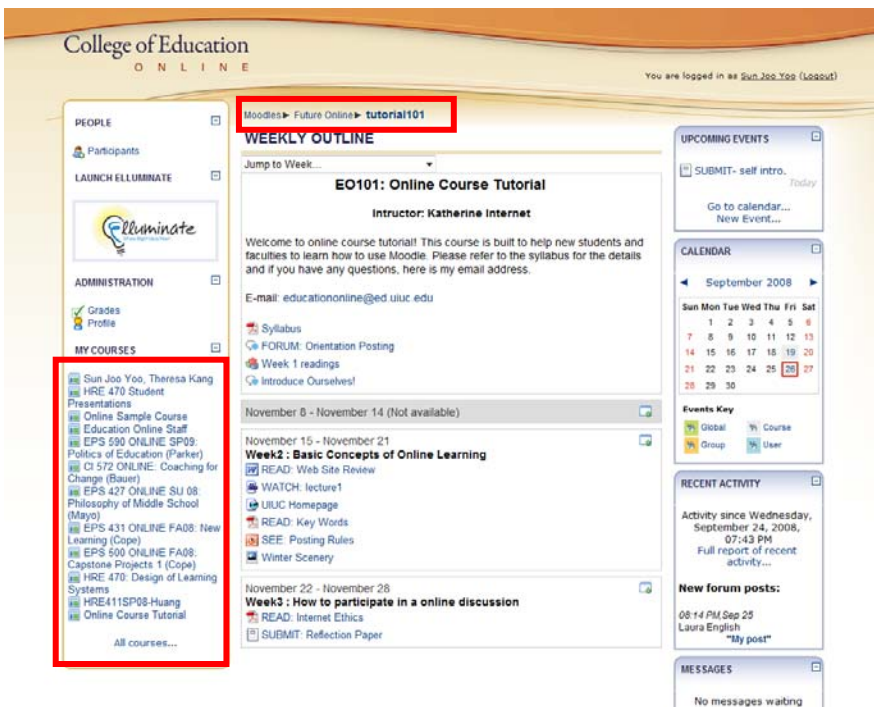 College of Education
ONLINE
You are logged in as Sun Joo Yoo (Logout)
PEOPLE
Participants
LAUNCH ELLUMINATE
Elluminate
ADMINISTRATION
Grades
Profile
MY COURSES
Sun Joo Yoo, Theresa Kang
HRE 470 Student
Presentations
Online Sample Course
Education Online Staff
EPS 590 ONLINE SP09:
Politics of Education (Parker)
CI 572 ONLINE: Coaching for
Change (Bauer)
EPS 427 ONLINE SU 08:
Philosophy of Middle School
(Mayo)
EPS 431 ONLINE FA08: New
Learning (Cope)
EPS 500 ONLINE FA08:
Capstone Projects 1 (Cope)
HRE 470: Design of Learning
Systems
HRE411SP08-Huang
Online Course Tutorial
All courses...
Moodles► Future Online► tutorial101
WEEKLY OUTLINE
Jump to Week...
EO101: Online Course Tutorial
Intructor: Katherine Internet
Welcome to online course tutorial! This course is built to help new students and
faculties to learn how to use Moodle. Please refer to the syllabus for the details
and if you have any questions, here is my email address.
E-mail: educationonline@ed.uiuc.edu
Syllabus
FORUM: Orientation Posting
Week 1 readings
Introduce Ourselves!
November 8 - November 14 (Not available)
November 15 - November 21
Week2 : Basic Concepts of Online Learning
READ: Web Site Review
WATCH: lecture1
UIUC Homepage
READ: Key Words
SEE: Posting Rules
Winter Scenery
November 22 - November 28
Week3 : How to participate in a online discussion
READ: Internet Ethics
SUBMIT: Reflection Paper
UPCOMING EVENTS
SUBMIT- self intro.
Today
Go to calendar...
New Event...
CALENDAR
◄ September 2008 ►
Sun Mon Tue Wed Thu Fri Sat
1 2 3 4 5 6
7 8 9 10 11 12 13
14 15 16 17 18 19 20
21 22 23 24 25 26 27
28 29 30
Events Key
Global Course
Group User
RECENT ACTIVITY
Activity since Wednesday,
September 24, 2008,
07:43 PM
Full report of recent
activity...
New forum posts:
08:14 PM,Sep 25
Laura English
"My post"
MESSAGES
No messages waiting